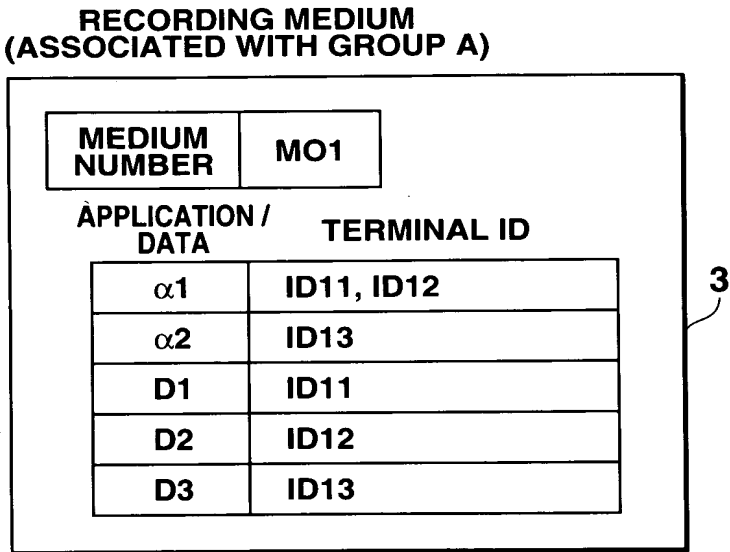 RECORDING MEDIUM
(ASSOCIATED WITH GROUP A)
MEDIUM NUMBER MO1
APPLICATION / DATA TERMINAL ID
α1 ID11, ID12
α2 ID13
D1 ID11
D2 ID12
D3 ID13
3